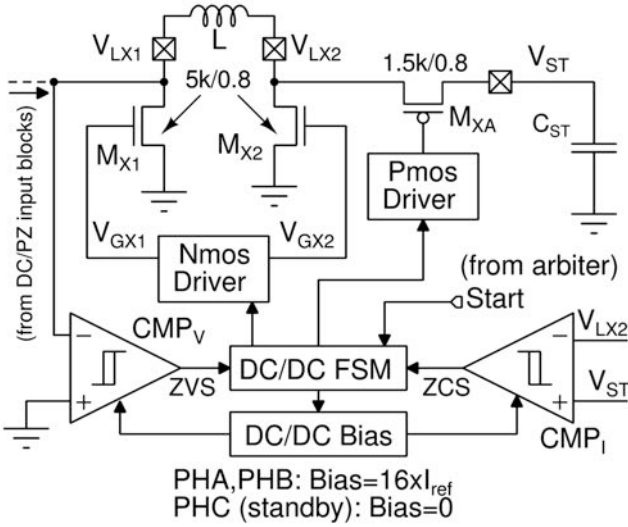 L
V_LX1
V_LX2
5k/0.8
1.5k/0.8
V_ST
M_X1
M_X2
M_XA
C_ST
Pmos
Driver
V_GX1
V_GX2
Nmos
Driver
(from DC/PZ input blocks)
(from arbiter)
Start
CMP_V
−
+
ZVS
DC/DC FSM
ZCS
V_LX2
−
V_ST
+
CMP_I
DC/DC Bias
PHA,PHB: Bias=16xI_ref
PHC (standby): Bias=0